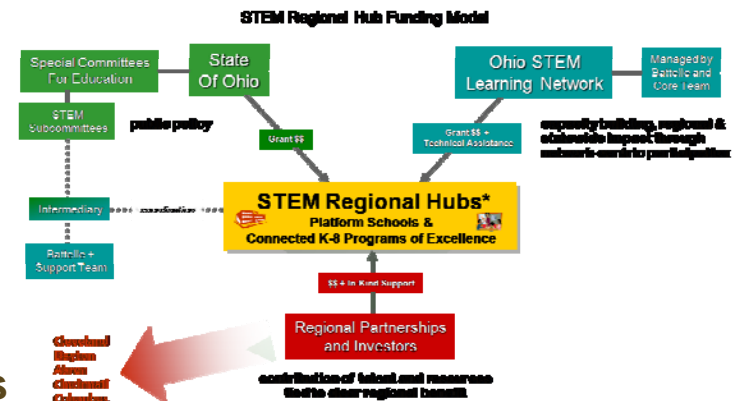 STEM Regional Hub Funding Model
Special Committees
For Education
State
Of Ohio
Ohio STEM
Learning Network
Managed by
Battelle and
Core Team
STEM
Subcommittees
public policy
Grant $$
Grant $$ +
Technical Assistance
capacity building, regional &
statewide impact through
network-centric participation
Intermediary
coordination
STEM Regional Hubs*
Platform Schools &
Connected K-8 Programs of Excellence
Battelle +
Support Team
$$ + In Kind Support
Regional Partnerships
and Investors
Cleveland
Dayton
Akron
Cincinnati
Columbus
contribution of talent and resources
tied to clear regional benefit
s